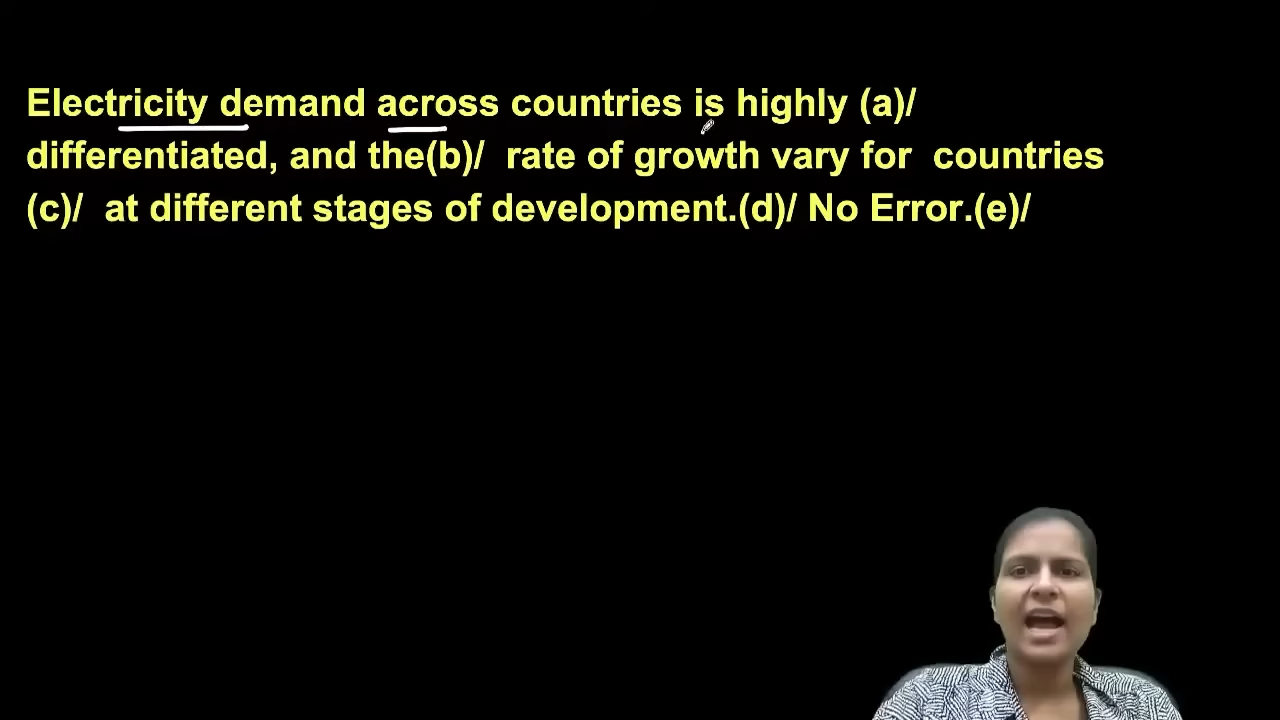 Electricity demand across countries is highly (a)/
differentiated, and the(b)/ rate of growth vary for countries
(c)/ at different stages of development.(d)/ No Error.(e)/